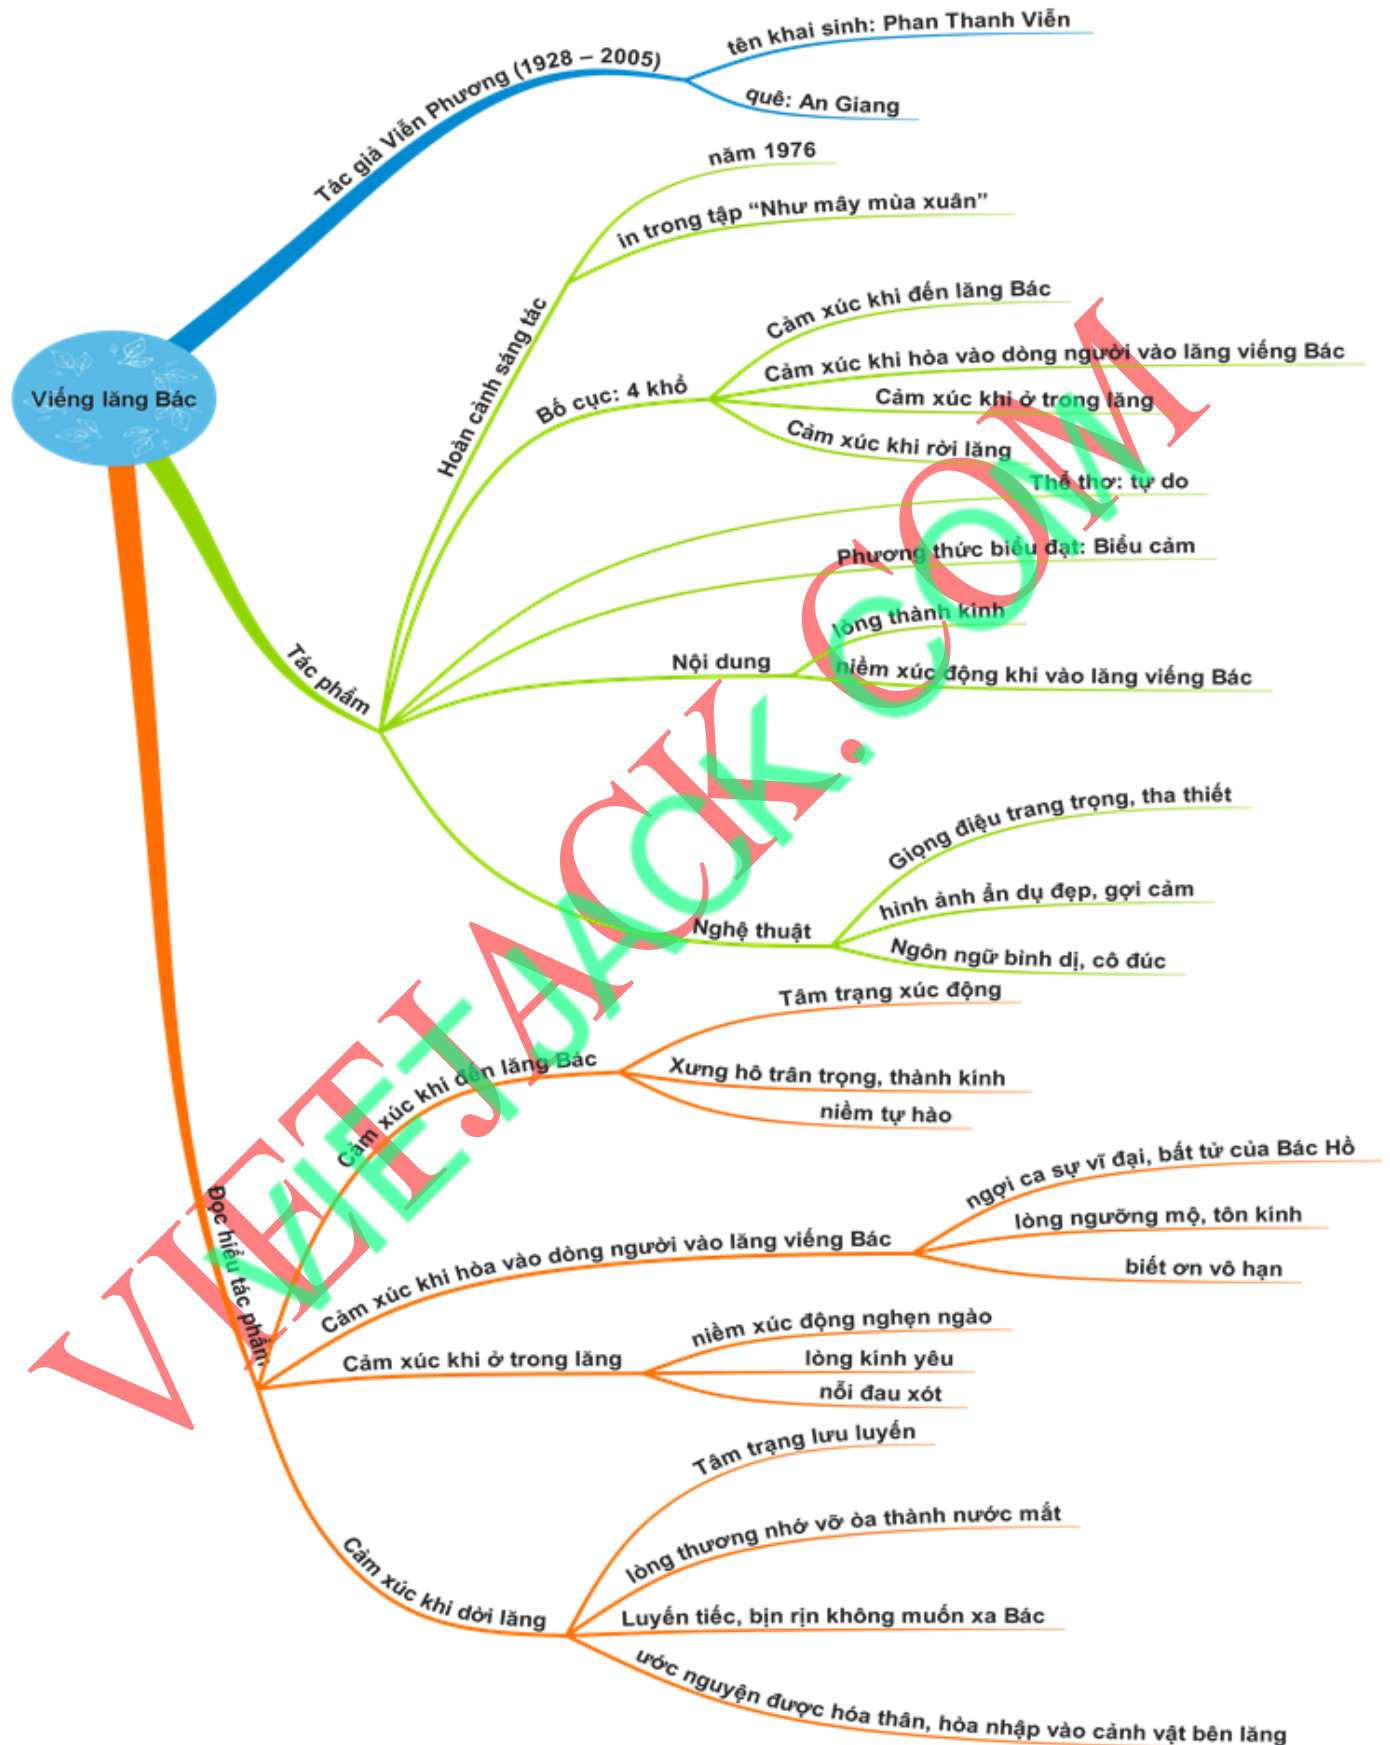 Viếng lăng Bác
Tác giả Viễn Phương (1928 – 2005)
tên khai sinh: Phan Thanh Viễn
quê: An Giang
Tác phẩm
Hoàn cảnh sáng tác
năm 1976
in trong tập “Như mây mùa xuân”
Bố cục: 4 khổ
Cảm xúc khi đến lăng Bác
Cảm xúc khi hòa vào dòng người vào lăng viếng Bác
Cảm xúc khi ở trong lăng
Cảm xúc khi rời lăng
Thể thơ: tự do
Phương thức biểu đạt: Biểu cảm
Nội dung
lòng thành kính
niềm xúc động khi vào lăng viếng Bác
Nghệ thuật
Giọng điệu trang trọng, tha thiết
hình ảnh ẩn dụ đẹp, gợi cảm
Ngôn ngữ bình dị, cô đúc
Đọc hiểu tác phẩm
Cảm xúc khi đến lăng Bác
Tâm trạng xúc động
Xưng hô trân trọng, thành kính
niềm tự hào
Cảm xúc khi hòa vào dòng người vào lăng viếng Bác
ngợi ca sự vĩ đại, bất tử của Bác Hồ
lòng ngưỡng mộ, tôn kính
biết ơn vô hạn
Cảm xúc khi ở trong lăng
niềm xúc động nghẹn ngào
lòng kính yêu
nỗi đau xót
Cảm xúc khi dời lăng
Tâm trạng lưu luyến
lòng thương nhớ vỡ òa thành nước mắt
Luyến tiếc, bịn rịn không muốn xa Bác
ước nguyện được hóa thân, hòa nhập vào cảnh vật bên lăng
VIETJACK.COM
VIETJACK.COM